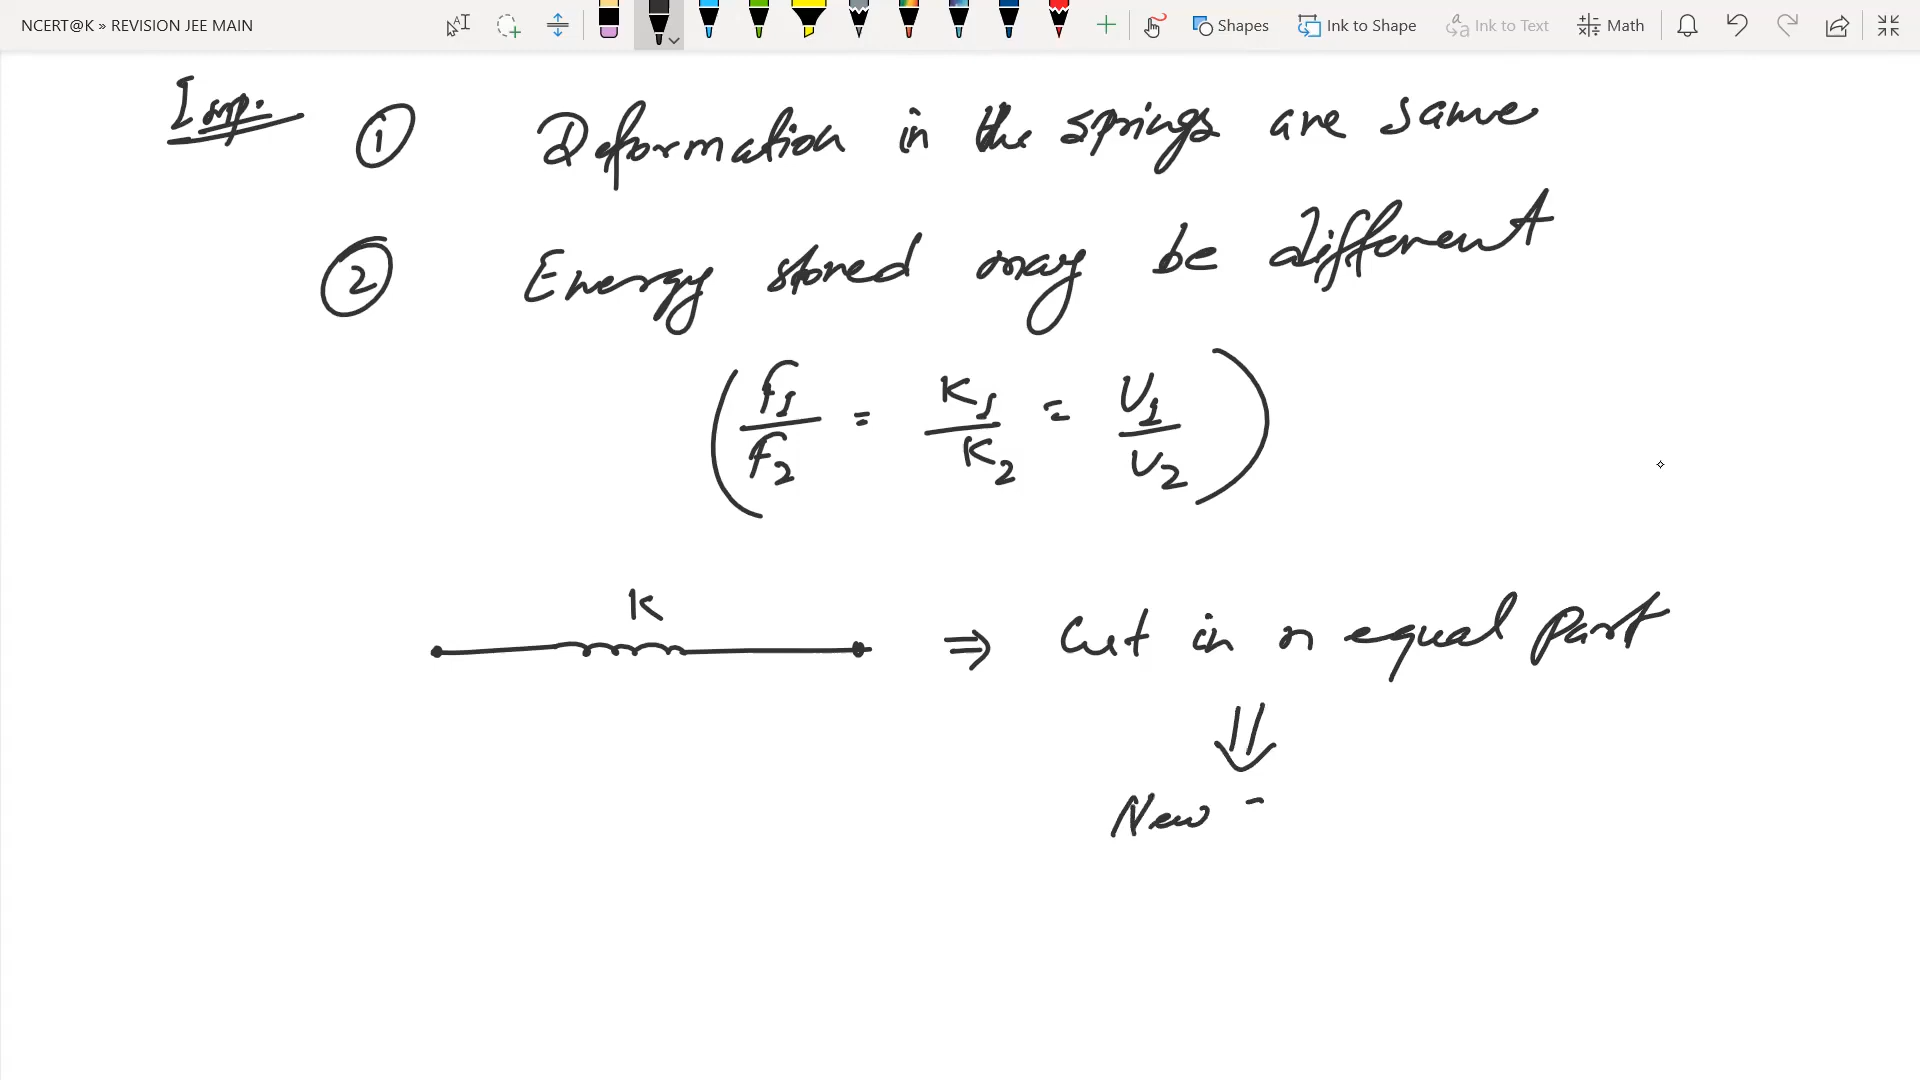 NCERT@K » REVISION JEE MAIN
Shapes Ink to Shape Ink to Text Math
Imp. ① Deformation in the springs are same
② Energy stored may be different
(F1/F2 = K1/K2 = U1/U2)
K
⇒ Cut in n equal part
⇓
New -